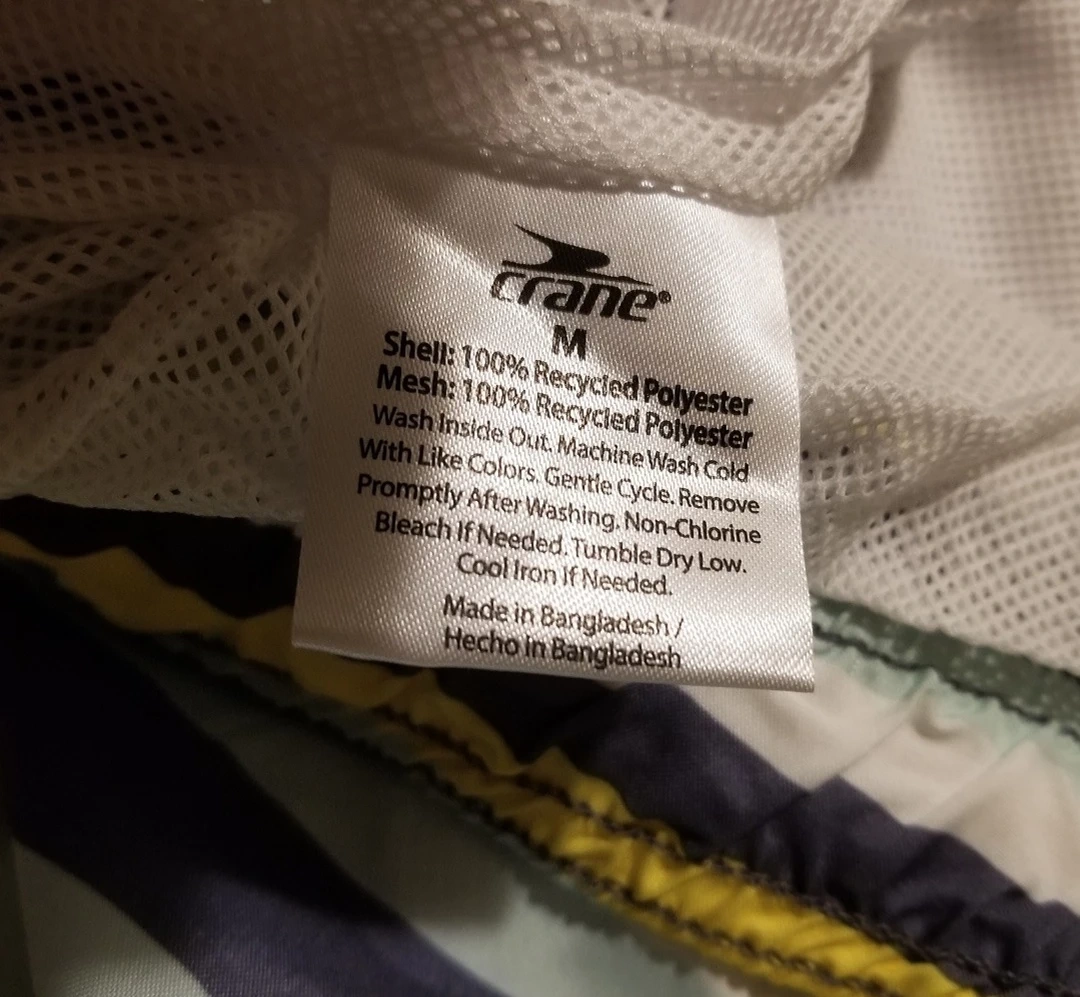 crane®
M
Shell: 100% Recycled Polyester
Mesh: 100% Recycled Polyester
Wash Inside Out. Machine Wash Cold
With Like Colors. Gentle Cycle. Remove
Promptly After Washing. Non-Chlorine
Bleach If Needed. Tumble Dry Low.
Cool Iron If Needed.
Made in Bangladesh /
Hecho in Bangladesh